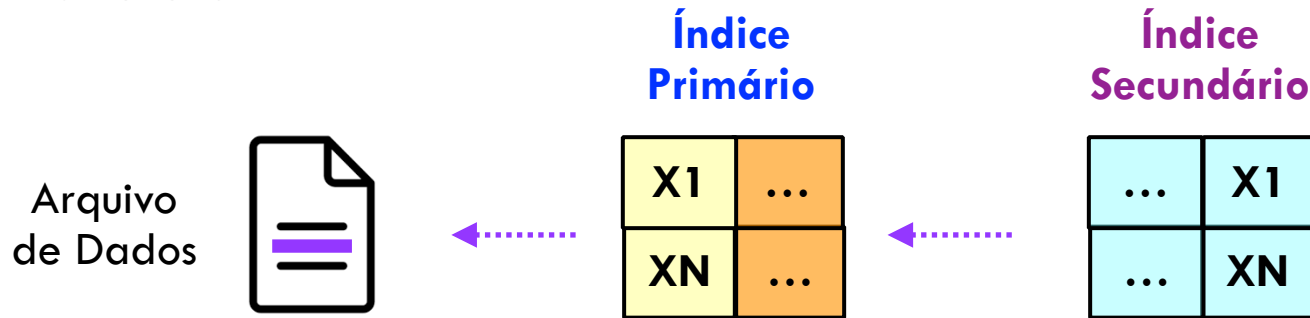 Índice
Primário
Índice
Secundário
Arquivo
de Dados
X1 ...
XN ...
... X1
... XN